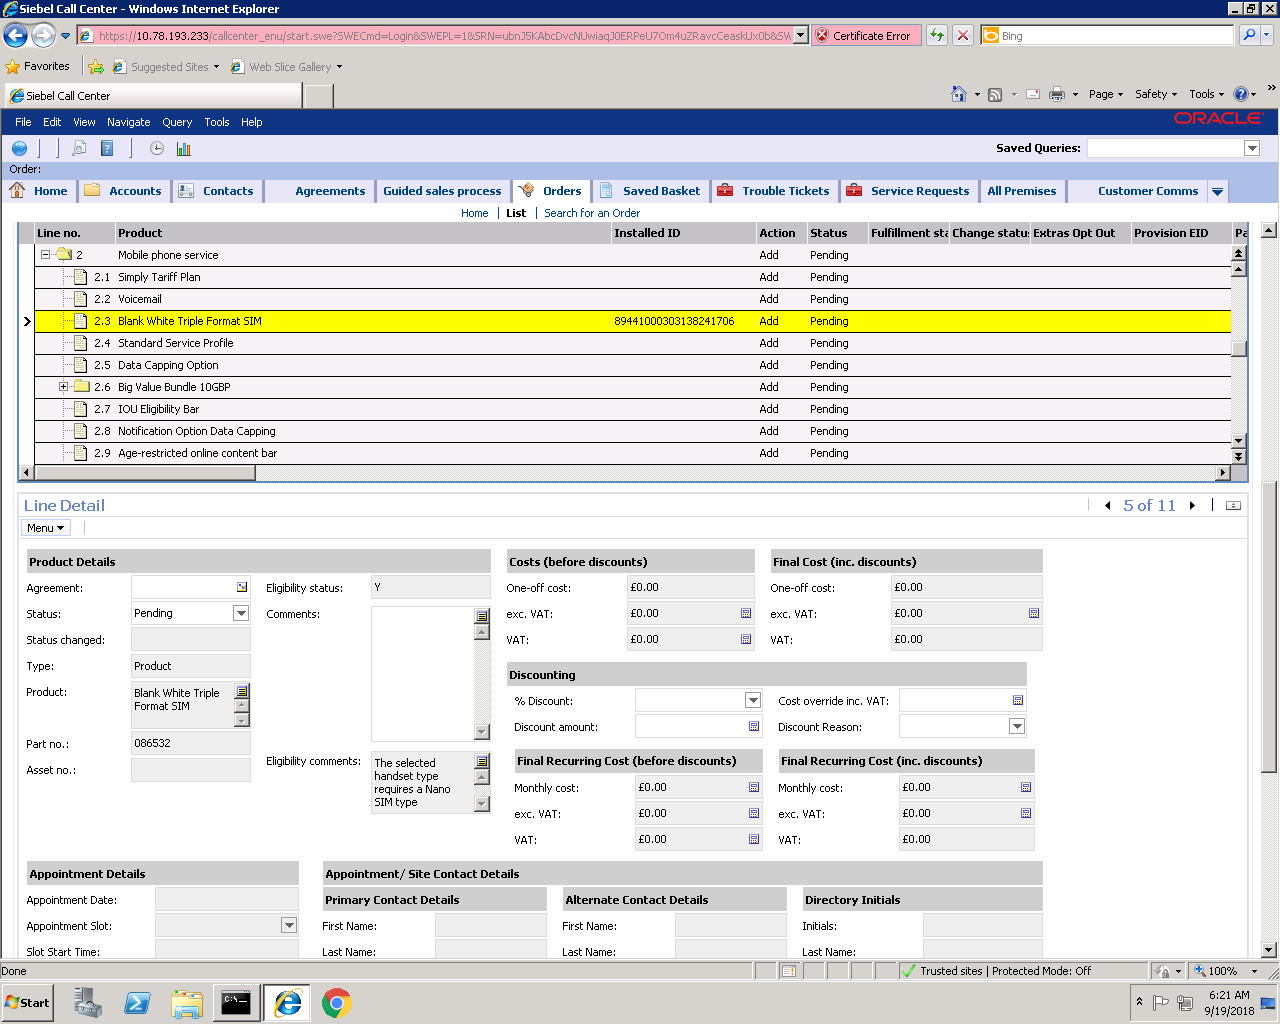 Siebel Call Center - Windows Internet Explorer
https://10.78.193.233/callcenter_enu/start.swe?SWECmd=Login&SWEPL=1&SRN=
Certificate Error
Bing
Favorites
Suggested Sites
Web Slice Gallery
Siebel Call Center
Page
Safety
Tools
File Edit View Navigate Query Tools Help
ORACLE
Saved Queries:
Order:
Home Accounts Contacts Agreements Guided sales process Orders Saved Basket Trouble Tickets Service Requests All Premises Customer Comms
Home | List | Search for an Order
Line no. Product Installed ID Action Status Fulfillment sta Change statu Extras Opt Out Provision EID Pa
2 Mobile phone service Add Pending
2.1 Simply Tariff Plan Add Pending
2.2 Voicemail Add Pending
2.3 Blank White Triple Format SIM 89441000303138241706 Add Pending
2.4 Standard Service Profile Add Pending
2.5 Data Capping Option Add Pending
2.6 Big Value Bundle 10GBP Add Pending
2.7 IOU Eligibility Bar Add Pending
2.8 Notification Option Data Capping Add Pending
2.9 Age-restricted online content bar Add Pending
Line Detail
5 of 11
Menu
Product Details
Agreement:
Status: Pending
Status changed:
Type: Product
Product: Blank White Triple
Format SIM
Part no.: 086532
Asset no.:
Eligibility status: Y
Comments:
Eligibility comments: The selected
handset type
requires a Nano
SIM type
Costs (before discounts)
One-off cost: £0.00
exc. VAT: £0.00
VAT: £0.00
Final Cost (inc. discounts)
One-off cost: £0.00
exc. VAT: £0.00
VAT: £0.00
Discounting
% Discount:
Discount amount:
Cost override inc. VAT:
Discount Reason:
Final Recurring Cost (before discounts)
Monthly cost: £0.00
exc. VAT: £0.00
VAT: £0.00
Final Recurring Cost (inc. discounts)
Monthly cost: £0.00
exc. VAT: £0.00
VAT: £0.00
Appointment Details
Appointment Date:
Appointment Slot:
Slot Start Time:
Appointment/ Site Contact Details
Primary Contact Details
First Name:
Last Name:
Alternate Contact Details
First Name:
Last Name:
Directory Initials
Initials:
Last Name:
Done
Trusted sites | Protected Mode: Off
100%
Start
C:\.
6:21 AM
9/19/2018